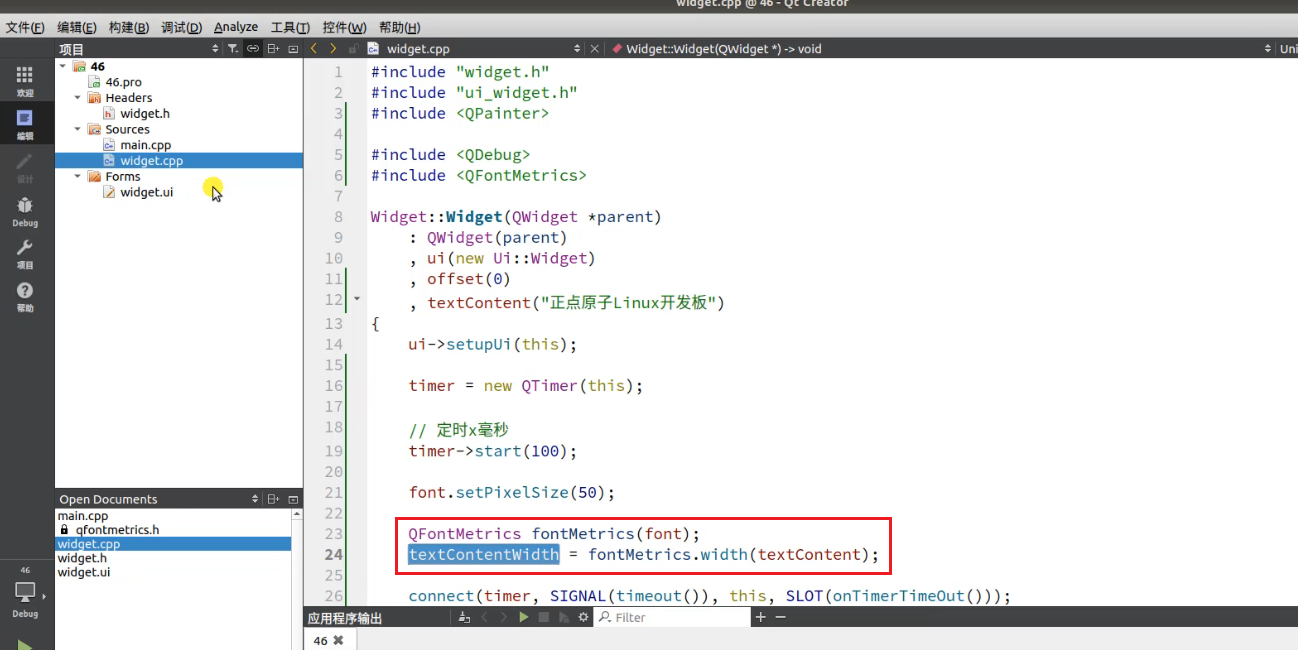 widget.cpp @ 46 - Qt Creator
文件(F) 编辑(E) 构建(B) 调试(D) Analyze 工具(T) 控件(W) 帮助(H)
项目
widget.cpp
Widget::Widget(QWidget *) -> void
Uni
欢迎
编辑
设计
Debug
项目
帮助
46
46.pro
Headers
widget.h
Sources
main.cpp
widget.cpp
Forms
widget.ui
1 #include "widget.h"
2 #include "ui_widget.h"
3 #include <QPainter>
4
5 #include <QDebug>
6 #include <QFontMetrics>
7
8 Widget::Widget(QWidget *parent)
9 : QWidget(parent)
10 , ui(new Ui::Widget)
11 , offset(0)
12 , textContent("正点原子Linux开发板")
13 {
14 ui->setupUi(this);
15
16 timer = new QTimer(this);
17
18 // 定时x毫秒
19 timer->start(100);
20
21 font.setPixelSize(50);
22
23 QFontMetrics fontMetrics(font);
24 textContentWidth = fontMetrics.width(textContent);
25
26 connect(timer, SIGNAL(timeout()), this, SLOT(onTimerTimeOut()));
Open Documents
main.cpp
qfontmetrics.h
widget.cpp
widget.h
widget.ui
46
Debug
应用程序输出
Filter
46